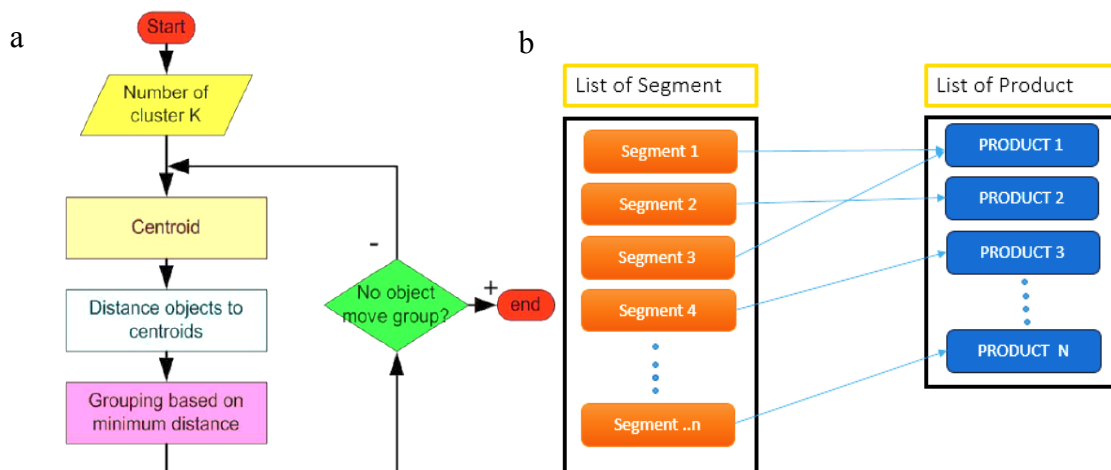 a
Start
Number of
cluster K
Centroid
Distance objects to
centroids
Grouping based on
minimum distance
-
No object
move group?
+
end
b
List of Segment
Segment 1
Segment 2
Segment 3
Segment 4
Segment ..n
List of Product
PRODUCT 1
PRODUCT 2
PRODUCT 3
PRODUCT N